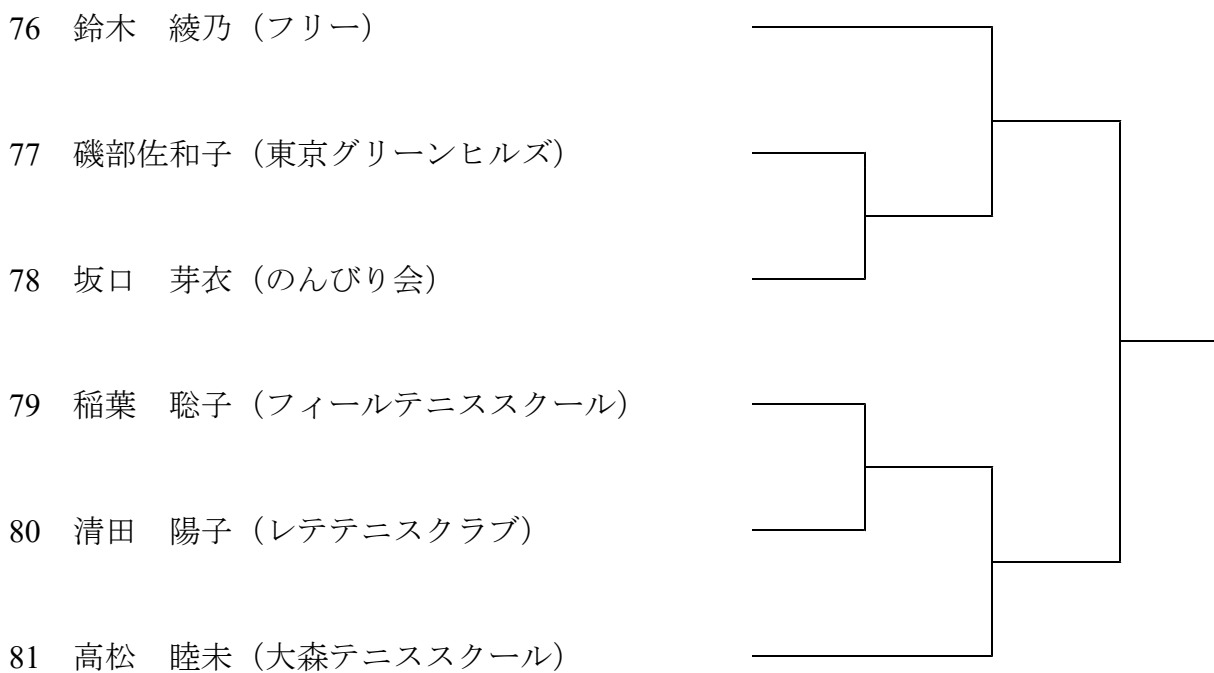 76 鈴木　綾乃（フリー）
77 磯部佐和子（東京グリーンヒルズ）
78 坂口　芽衣（のんびり会）
79 稲葉　聡子（フィールテニススクール）
80 清田　陽子（レテテニスクラブ）
81 高松　睦未（大森テニススクール）